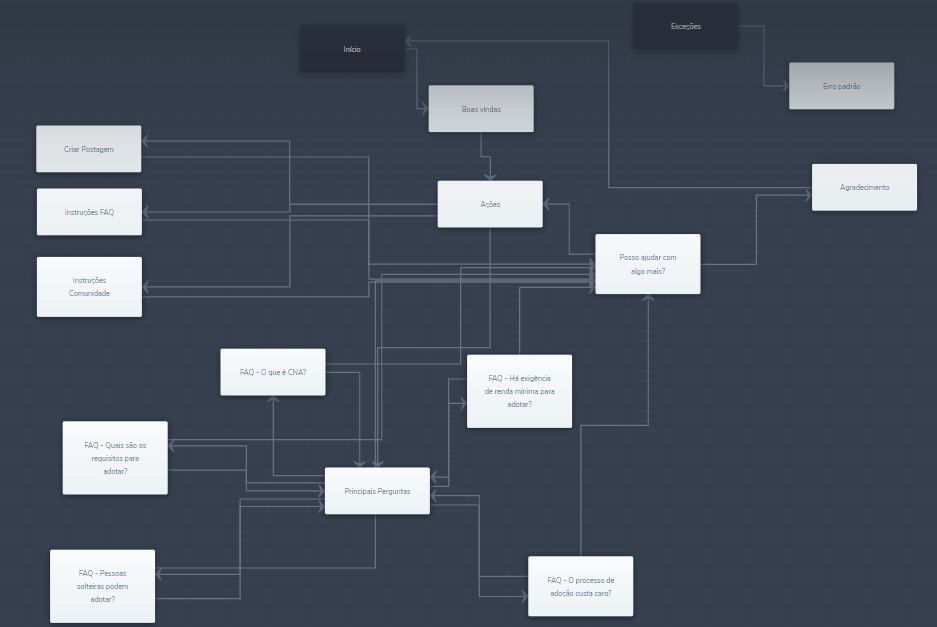 Exceções
Início
Erro padrão
Boas vindas
Criar Postagem
Agradecimento
Ações
Instruções FAQ
Posso ajudar com
algo mais?
Instruções
Comunidade
FAQ - O que é CNA?
FAQ - Há exigência
de renda mínima para
adotar?
FAQ - Quais são os
requisitos para
adotar?
Principais Perguntas
FAQ - Pessoas
solteiras podem
adotar?
FAQ - O processo de
adoção custa caro?